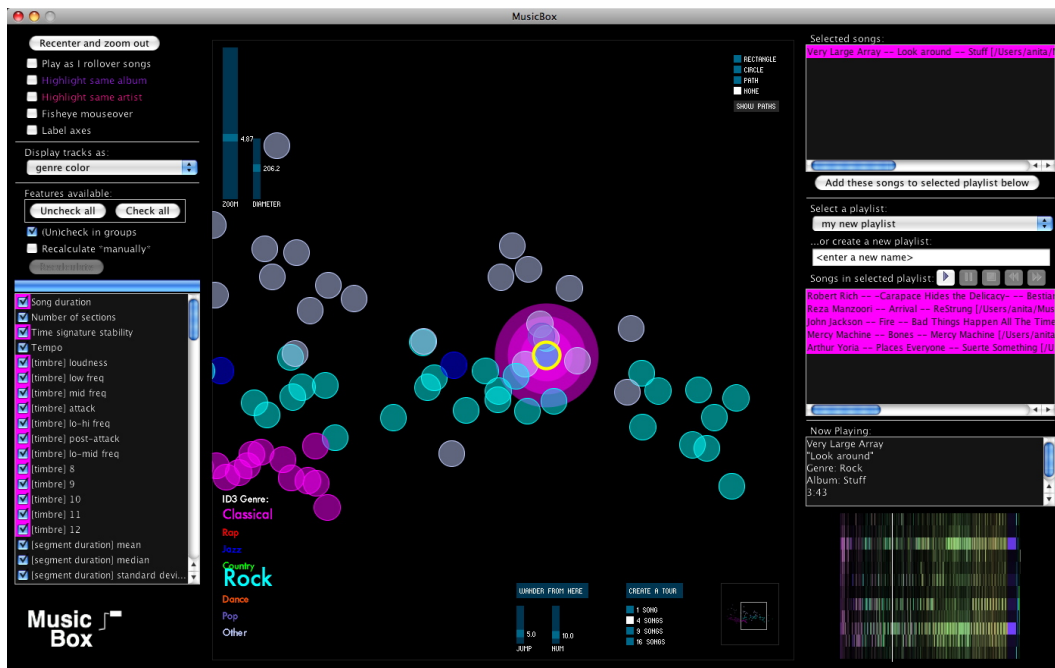 MusicBox
Recenter and zoom out
Play as I rollover songs
Highlight same album
Highlight same artist
Fisheye mouseover
Label axes
Display tracks as:
genre color
Features available:
Uncheck all
Check all
(Un)check in groups
Recalculate "manually"
Recalculate
Song duration
Number of sections
Time signature stability
Tempo
[timbre] loudness
[timbre] low freq
[timbre] mid freq
[timbre] attack
[timbre] lo-hi freq
[timbre] post-attack
[timbre] lo-mid freq
[timbre] 8
[timbre] 9
[timbre] 10
[timbre] 11
[timbre] 12
[segment duration] mean
[segment duration] median
[segment duration] standard devi...
Music
Box
4.87
206.2
ZOOM
DIAMETER
RECTANGLE
CIRCLE
PATH
NONE
SHOW PATHS
ID3 Genre:
Classical
Rap
Jazz
Country
Rock
Dance
Pop
Other
WANDER FROM HERE
5.0
10.0
JUMP
NUM
CREATE A TOUR
1 SONG
4 SONGS
9 SONGS
16 SONGS
Selected songs:
Very Large Array -- Look around -- Stuff [/Users/anita/
Add these songs to selected playlist below
Select a playlist:
my new playlist
...or create a new playlist:
<enter a new name>
Songs in selected playlist:
Robert Rich -- -Carapace Hides the Delicacy- -- Bestia
Reza Manzoori -- Arrival -- ReStrung [/Users/anita/Mus
John Jackson -- Fire -- Bad Things Happen All The Time
Mercy Machine -- Bones -- Mercy Machine [/Users/an
Arthur Yoria -- Places Everyone -- Suerte Something [/U
Now Playing:
Very Large Array
"Look around"
Genre: Rock
Album: Stuff
3:43